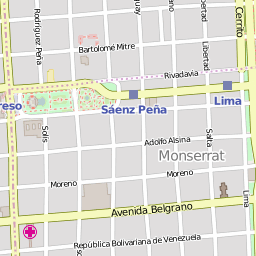 Rodríguez Peña
Bartolomé Mitre
Libertad
Cerrito
Rivadavia
Lima
Sáenz Peña
Solís
Adolfo Alsina
Salta
Monserrat
Moreno
Moreno
Lima
Avenida Belgrano
República Bolivariana de Venezuela